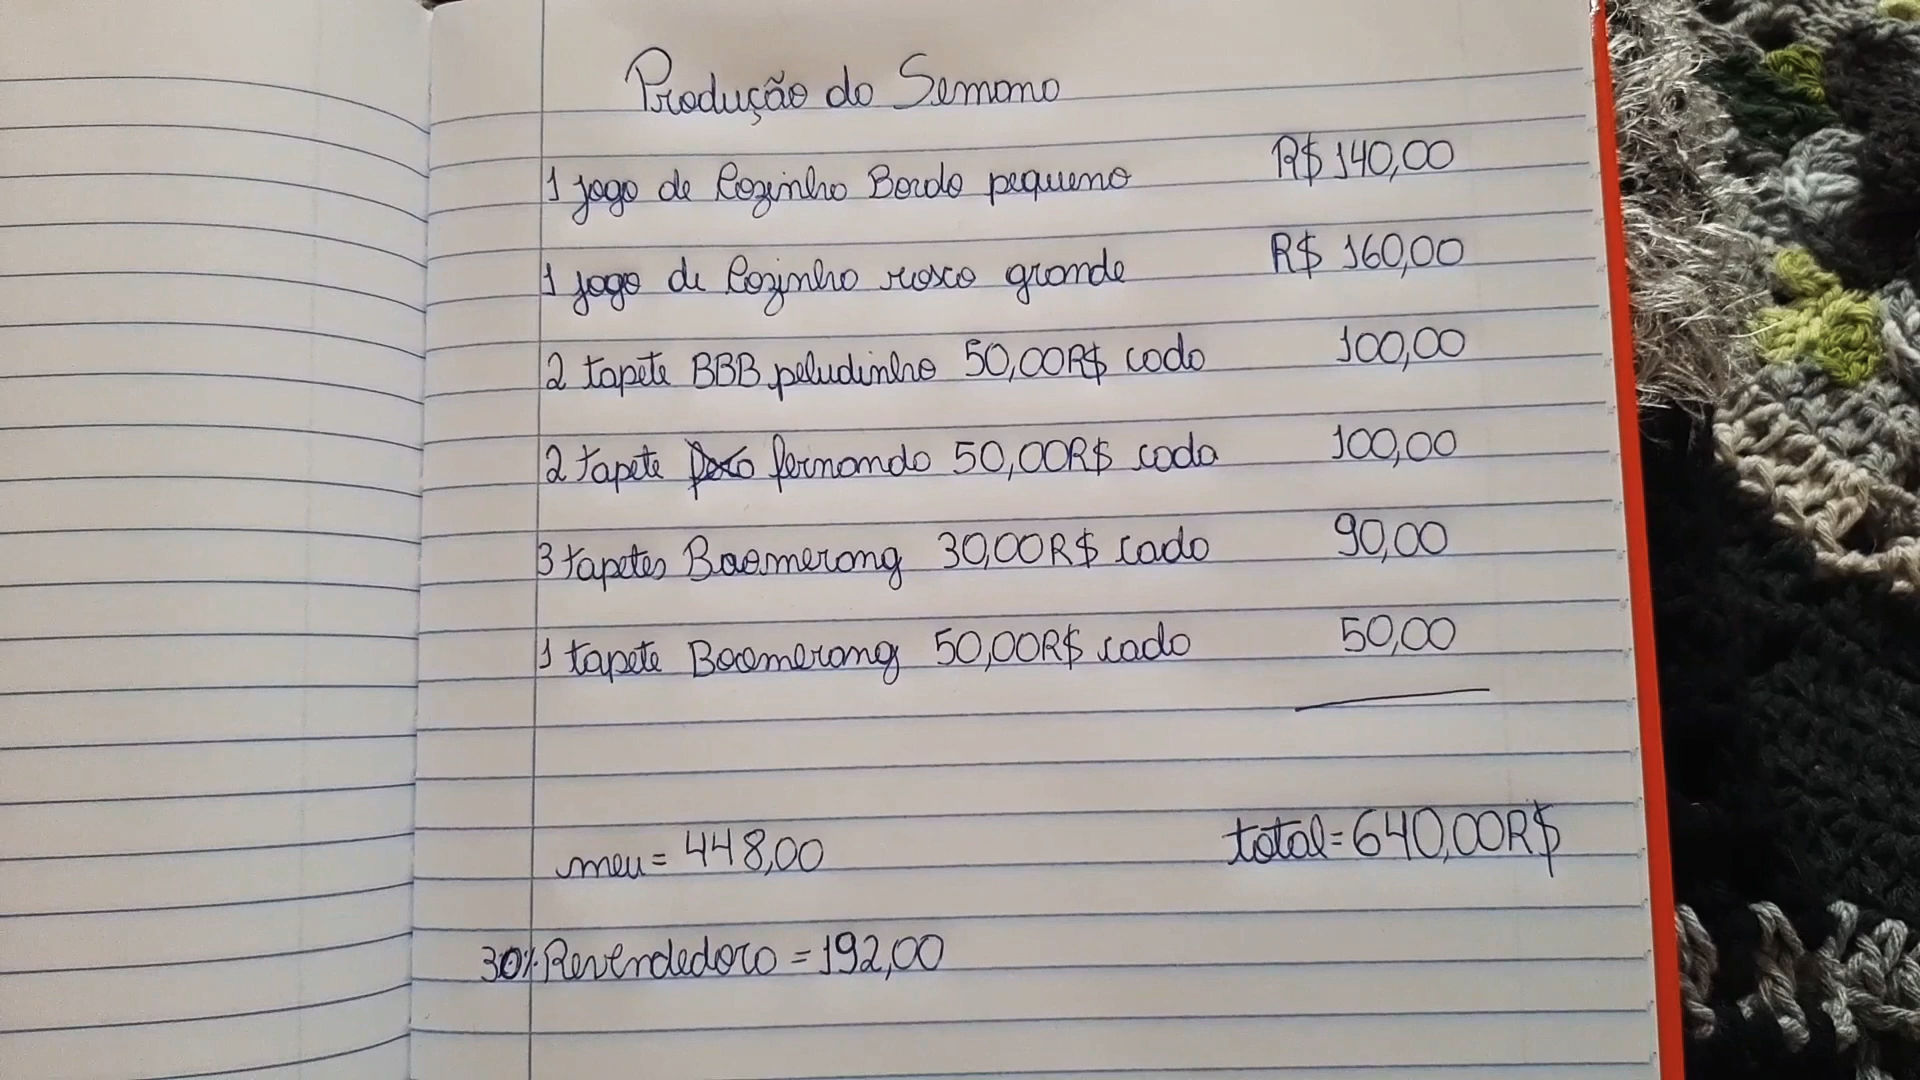 Produção da Semana
1 jogo de Cozinha Bordo pequeno R$ 140,00
1 jogo de Cozinha roxo grande R$ 160,00
2 tapete BBB peludinho 50,00R$ cada 100,00
2 tapete fernanda 50,00R$ cada 100,00
3 tapetes Booomerang 30,00R$ cada 90,00
1 tapete Booomerang 50,00R$ cada 50,00
meu = 448,00 total = 640,00R$
30% Revendedora = 192,00